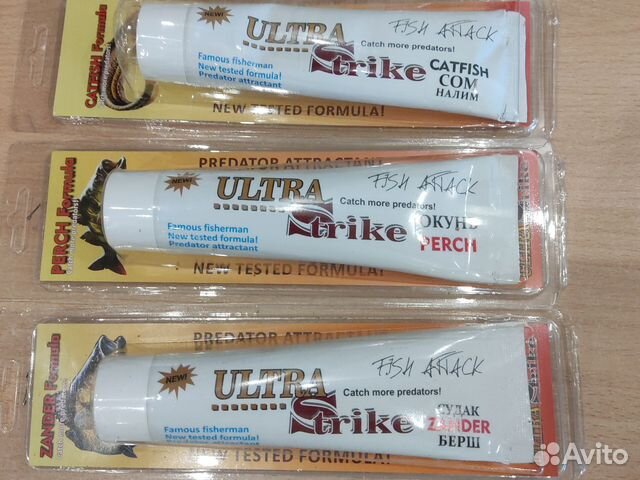 CATFISH Formula
NEW!
ULTRA
Strike
FISH ATTACK
Catch more predators!
Famous fisherman
New tested formula!
Predator attractant
CATFISH
СОМ
НАЛИМ
NEW TESTED FORMULA!
PERCH Formula
PREDATOR ATTRACTANT
NEW!
ULTRA
Strike
FISH ATTACK
Catch more predators!
Famous fisherman
New tested formula!
Predator attractant
ОКУНЬ
PERCH
NEW TESTED FORMULA!
ZANDER Formula
PREDATOR ATTRACTANT
NEW!
ULTRA
Strike
FISH ATTACK
Catch more predators!
Famous fisherman
New tested formula!
Predator attractant
СУДАК
ZANDER
БЕРШ
NEW TESTED FORMULA!
Avito